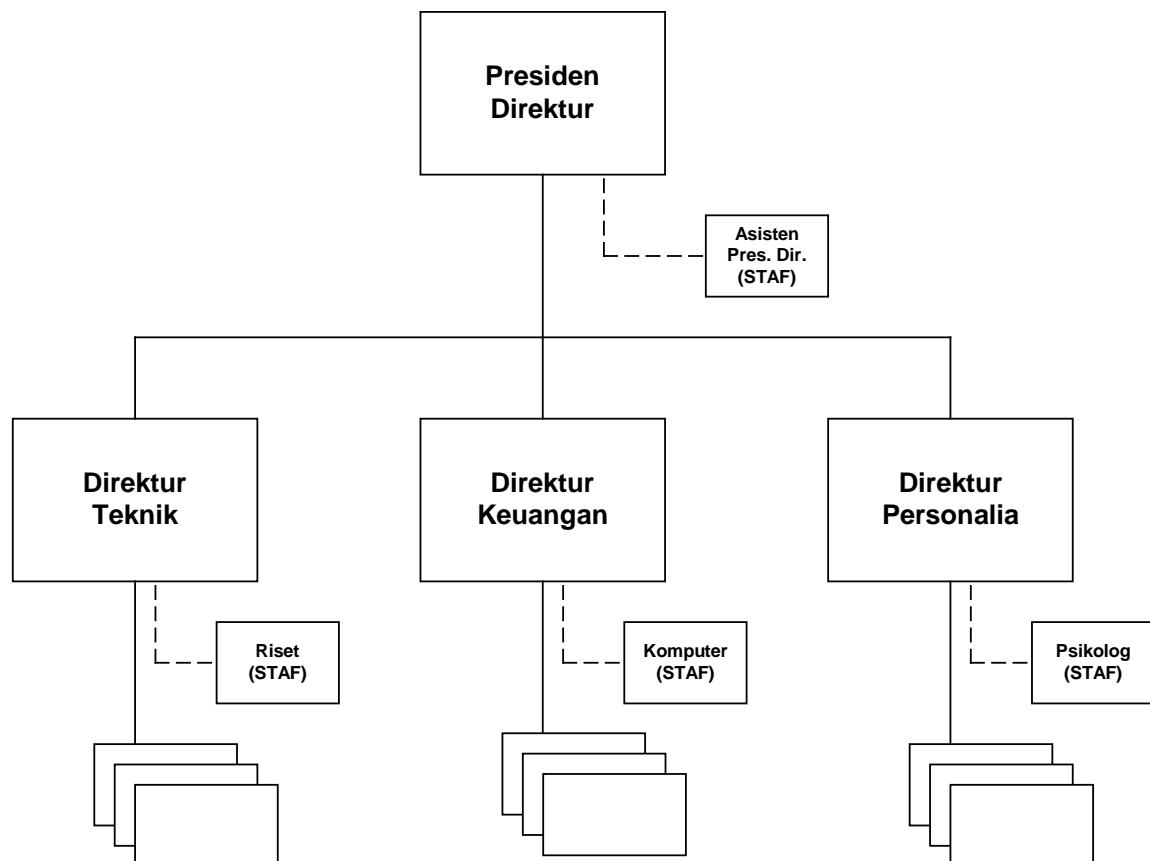 Presiden
Direktur
Asisten
Pres. Dir.
(STAF)
Direktur
Teknik
Direktur
Keuangan
Direktur
Personalia
Riset
(STAF)
Komputer
(STAF)
Psikolog
(STAF)